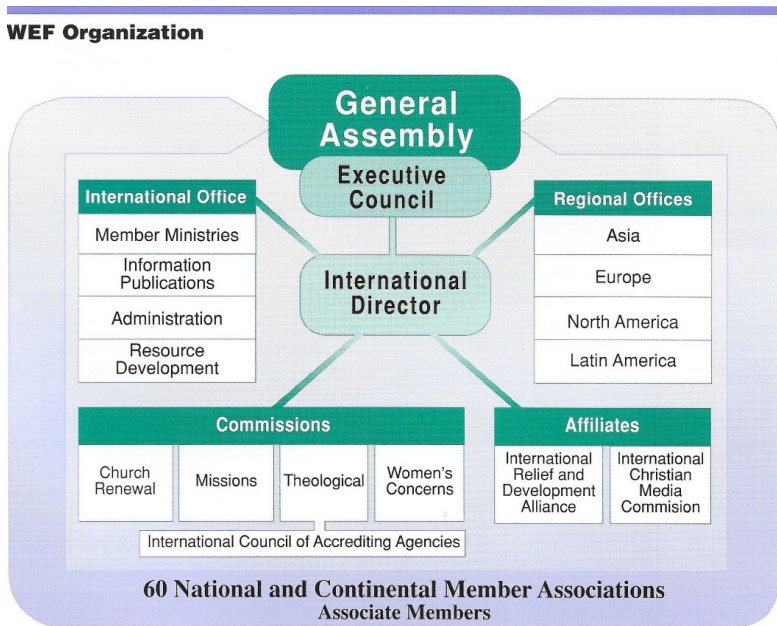 WEF Organization
General
Assembly
Executive
Council
International
Director
International Office
Member Ministries
Information
Publications
Administration
Resource
Development
Regional Offices
Asia
Europe
North America
Latin America
Commissions
Church
Renewal
Missions
Theological
Women's
Concerns
International Council of Accrediting Agencies
Affiliates
International
Relief and
Development
Alliance
International
Christian
Media
Commision
60 National and Continental Member Associations
Associate Members